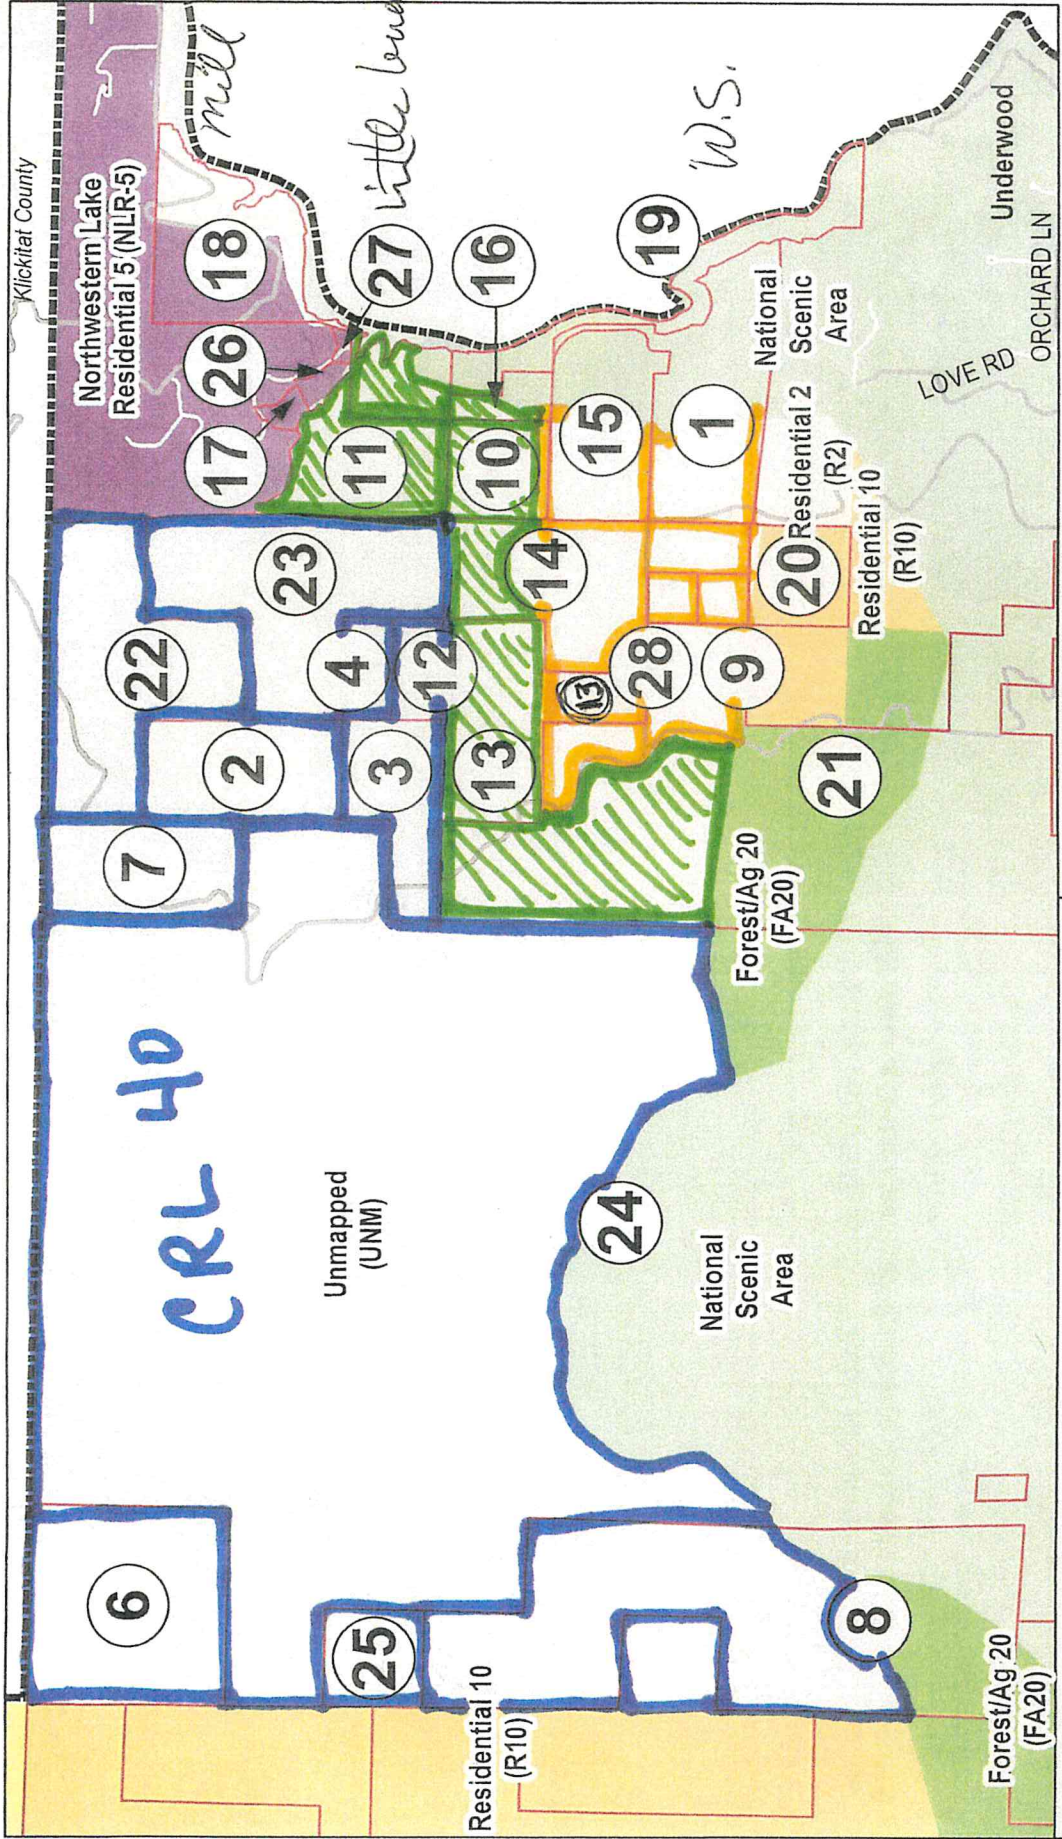 Klickitat County
Northwestern Lake
Residential 5 (NLR-5)
6
7
22
CRL 40
mill
18
26
17
2
23
Unmapped
(UNM)
25
3
4
11
27
Little
12
Residential 10
(R10)
13
10
16
14
13
15
24
28
19
National
Scenic
Area
W.S.
9
1
Forest/Ag 20
(FA20)
20
Residential 2
(R2)
National
Scenic
Area
21
8
Residential 10
(R10)
LOVE RD
Forest/Ag 20
(FA20)
Underwood
ORCHARD LN